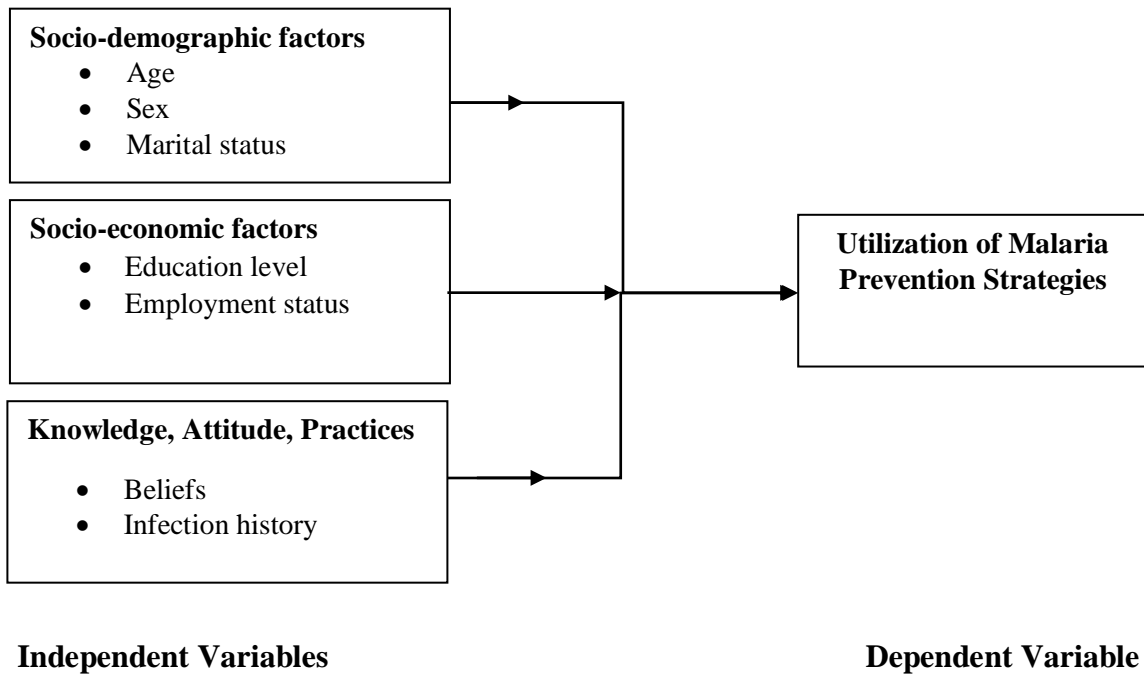 Socio-demographic factors
• Age
• Sex
• Marital status
Socio-economic factors
• Education level
• Employment status
Knowledge, Attitude, Practices
• Beliefs
• Infection history
Utilization of Malaria
Prevention Strategies
Independent Variables
Dependent Variable